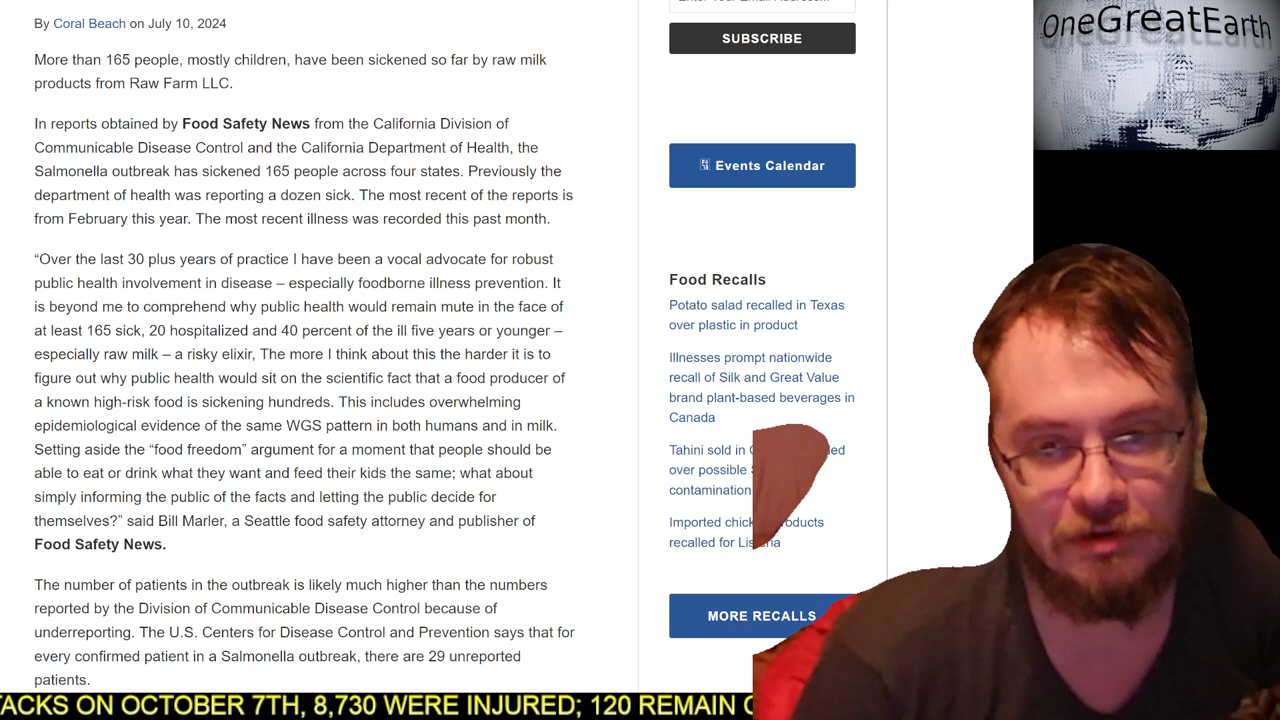 By Coral Beach on July 10, 2024
More than 165 people, mostly children, have been sickened so far by raw milk
products from Raw Farm LLC.
In reports obtained by Food Safety News from the California Division of
Communicable Disease Control and the California Department of Health, the
Salmonella outbreak has sickened 165 people across four states. Previously the
department of health was reporting a dozen sick. The most recent of the reports is
from February this year. The most recent illness was recorded this past month.
“Over the last 30 plus years of practice I have been a vocal advocate for robust
public health involvement in disease – especially foodborne illness prevention. It
is beyond me to comprehend why public health would remain mute in the face of
at least 165 sick, 20 hospitalized and 40 percent of the ill five years or younger –
especially raw milk – a risky elixir, The more I think about this the harder it is to
figure out why public health would sit on the scientific fact that a food producer of
a known high-risk food is sickening hundreds. This includes overwhelming
epidemiological evidence of the same WGS pattern in both humans and in milk.
Setting aside the “food freedom” argument for a moment that people should be
able to eat or drink what they want and feed their kids the same; what about
simply informing the public of the facts and letting the public decide for
themselves?” said Bill Marler, a Seattle food safety attorney and publisher of
Food Safety News.
The number of patients in the outbreak is likely much higher than the numbers
reported by the Division of Communicable Disease Control because of
underreporting. The U.S. Centers for Disease Control and Prevention says that for
every confirmed patient in a Salmonella outbreak, there are 29 unreported
patients.
SUBSCRIBE
Events Calendar
Food Recalls
Potato salad recalled in Texas
over plastic in product
Illnesses prompt nationwide
recall of Silk and Great Value
brand plant-based beverages in
Canada
Tahini sold in
over possible
contamination
Imported
recalled for
MORE RECALLS
OneGreatEarth
TACKS ON OCTOBER 7TH, 8,730 WERE INJURED; 120 REMAIN